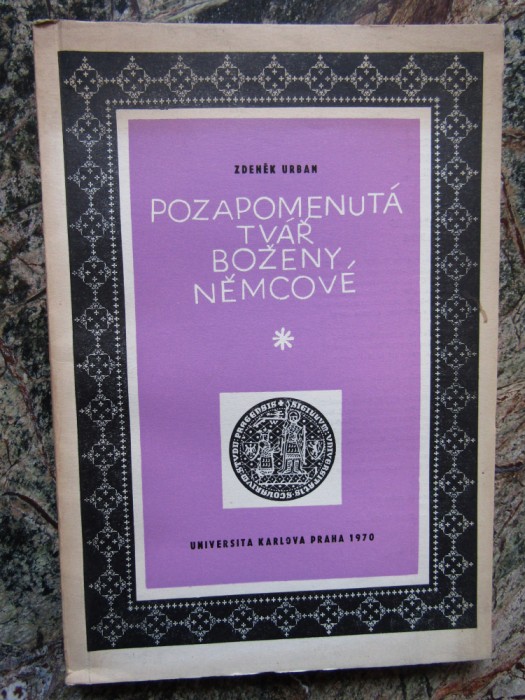 ZDENĚK URBAN
POZAPOMENUTÁ
TVÁŘ
BOŽENY
NĚMCOVÉ
UNIVERSITA KARLOVA PRAHA 1970